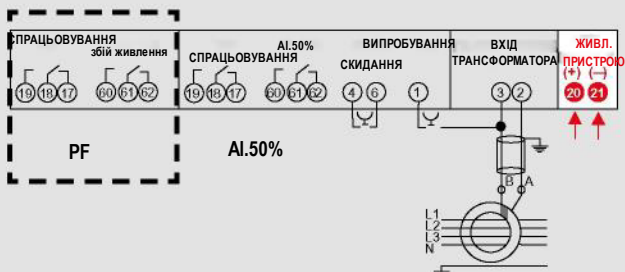 СПРАЦЬОВУВАННЯ
збій живлення
19 18 17 60 61 62
PF
СПРАЦЬОВУВАННЯ
AI.50%
19 18 17 60 61 62
AI.50%
ВИПРОБУВАННЯ
СКИДАННЯ
4 6 1
ВХІД
ТРАНСФОРМАТОРА
3 2
ЖИВЛ.
ПРИСТРОЮ
(+) (—)
20 21
B A
L1
L2
L3
N